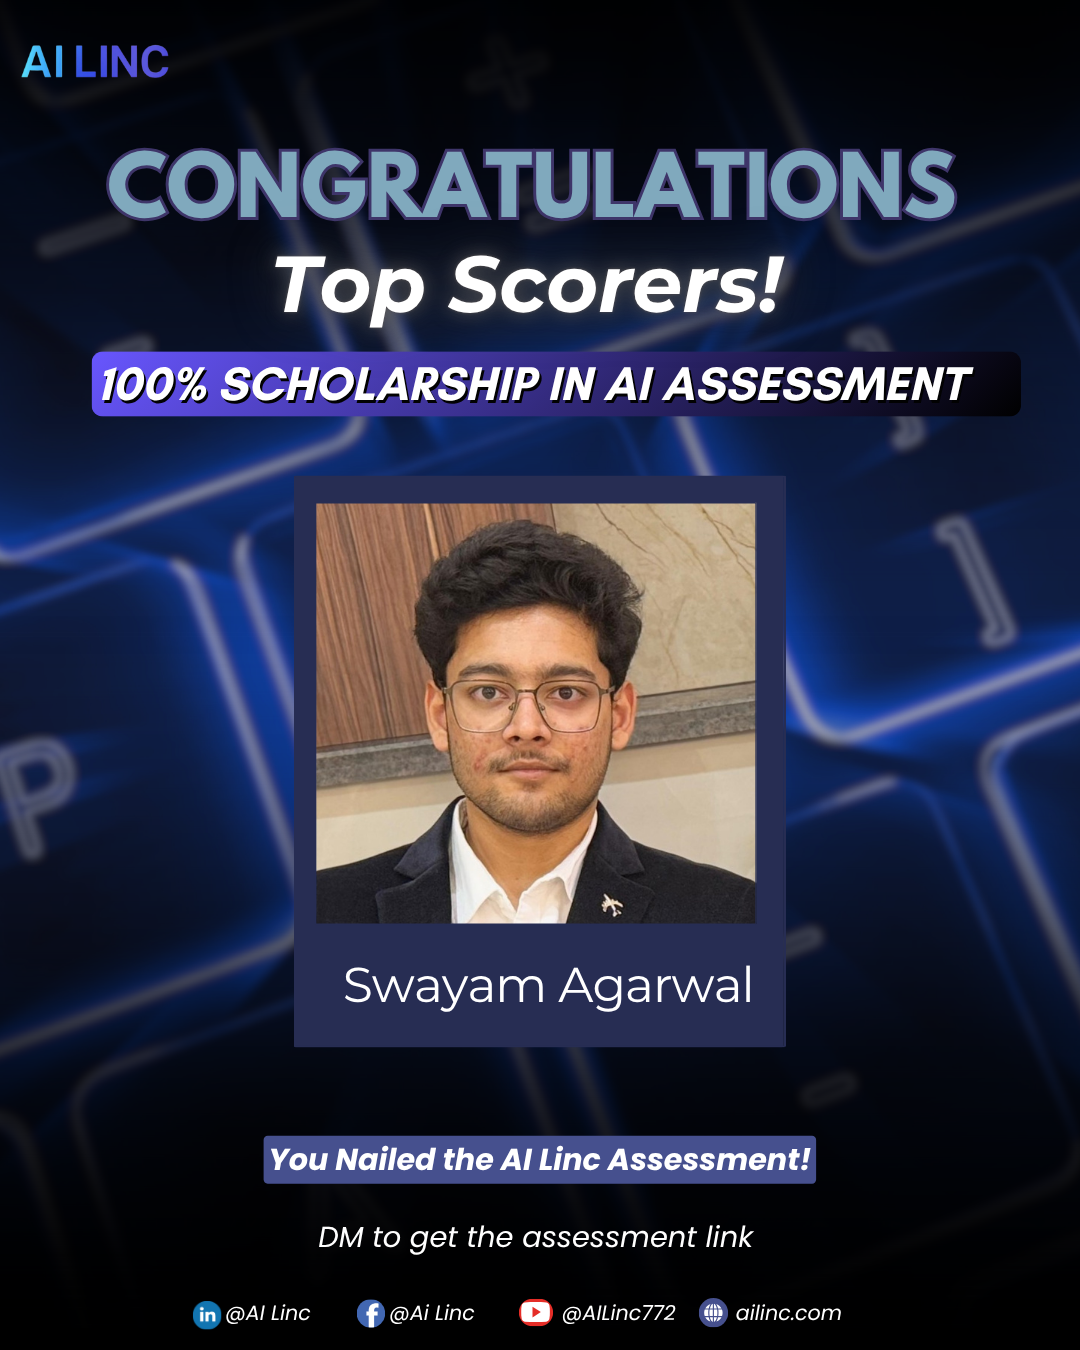 AI LINC
CONGRATULATIONS
Top Scorers!
100% SCHOLARSHIP IN AI ASSESSMENT
Swayam Agarwal
You Nailed the AI Linc Assessment!
DM to get the assessment link
in @AI Linc f @Ai Linc @AILinc772 ailinc.com